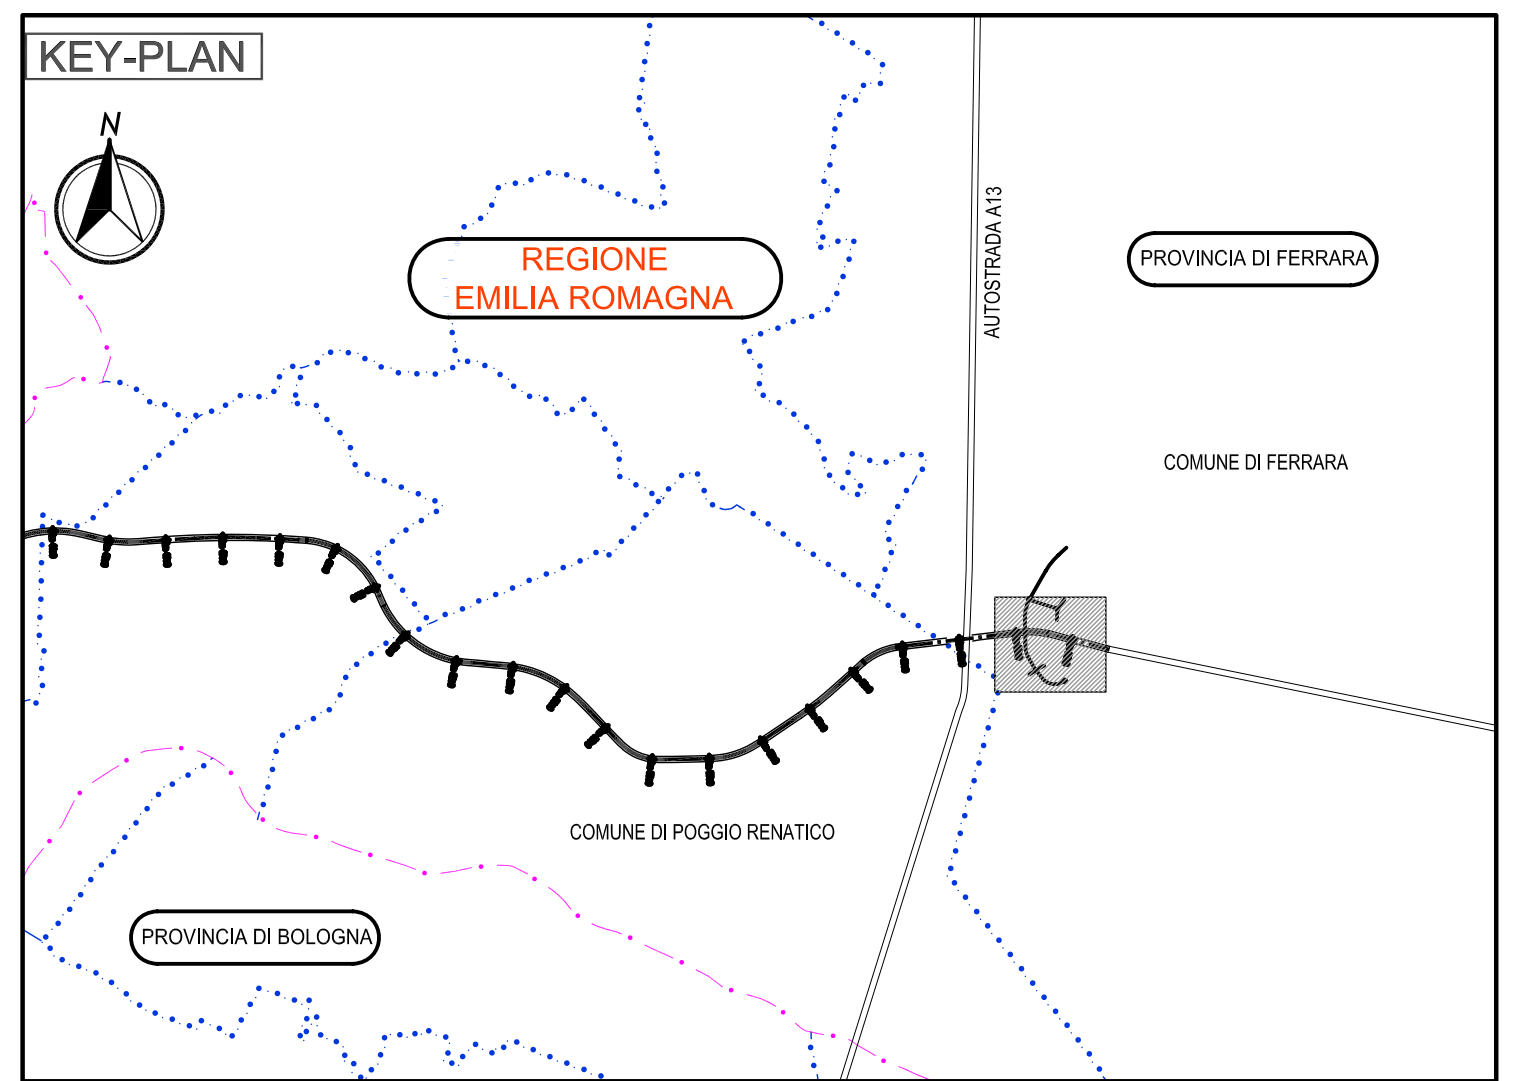 KEY-PLAN
N
REGIONE
EMILIA ROMAGNA
AUTOSTRADA A13
PROVINCIA DI FERRARA
COMUNE DI FERRARA
COMUNE DI POGGIO RENATICO
PROVINCIA DI BOLOGNA